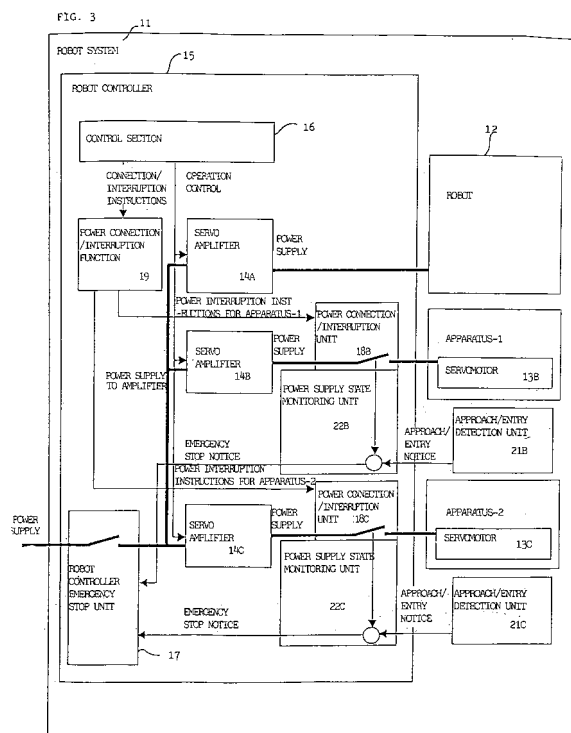 FIG. 3
11
ROBOT SYSTEM
15
ROBOT CONTROLLER
16
CONTROL SECTION
12
ROBOT
CONNECTION/
INTERRUPTION
INSTRUCTIONS
OPERATION
CONTROL
POWER CONNECTION
/INTERRUPTION
FUNCTION
19
SERVO
AMPLIFIER
14A
POWER
SUPPLY
POWER INTERRUPTION INST
-RUCTIONS FOR APPARATUS-1
POWER CONNECTION
/INTERRUPTION
UNIT
18B
APPARATUS-1
SERVOMOTOR
13B
SERVO
AMPLIFIER
14B
POWER
SUPPLY
POWER SUPPLY
TO AMPLIFIER
POWER SUPPLY STATE
MONITORING UNIT
22B
APPROACH/
ENTRY
NOTICE
APPROACH/ENTRY
DETECTION UNIT
21B
EMERGENCY
STOP NOTICE
POWER INTERRUPTION
INSTRUCTIONS FOR APPARATUS-2
POWER CONNECTION
/INTERRUPTION
UNIT
18C
APPARATUS-2
SERVOMOTOR
13C
POWER
SUPPLY
SERVO
AMPLIFIER
14C
POWER
SUPPLY
POWER SUPPLY STATE
MONITORING UNIT
22C
ROBOT
CONTROLLER
EMERGENCY
STOP UNIT
APPROACH/
ENTRY
NOTICE
APPROACH/ENTRY
DETECTION UNIT
21C
EMERGENCY
STOP NOTICE
17